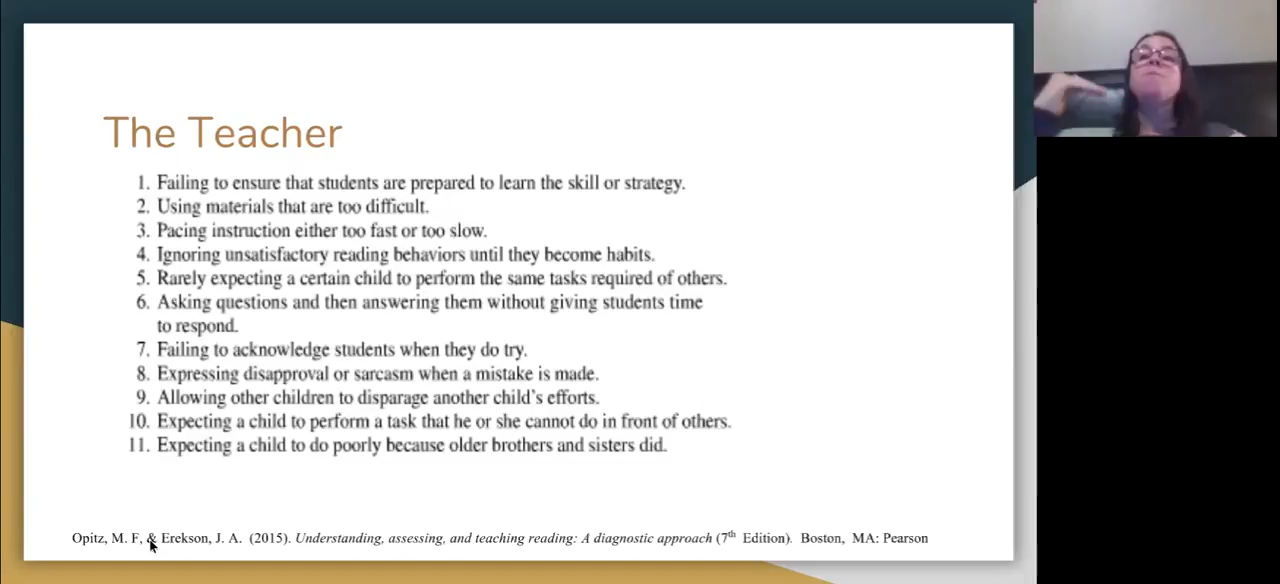 The Teacher
1. Failing to ensure that students are prepared to learn the skill or strategy.
2. Using materials that are too difficult.
3. Pacing instruction either too fast or too slow.
4. Ignoring unsatisfactory reading behaviors until they become habits.
5. Rarely expecting a certain child to perform the same tasks required of others.
6. Asking questions and then answering them without giving students time
to respond.
7. Failing to acknowledge students when they do try.
8. Expressing disapproval or sarcasm when a mistake is made.
9. Allowing other children to disparage another child's efforts.
10. Expecting a child to perform a task that he or she cannot do in front of others.
11. Expecting a child to do poorly because older brothers and sisters did.
Opitz, M. F, & Erekson, J. A. (2015). Understanding, assessing, and teaching reading: A diagnostic approach (7th Edition). Boston, MA: Pearson